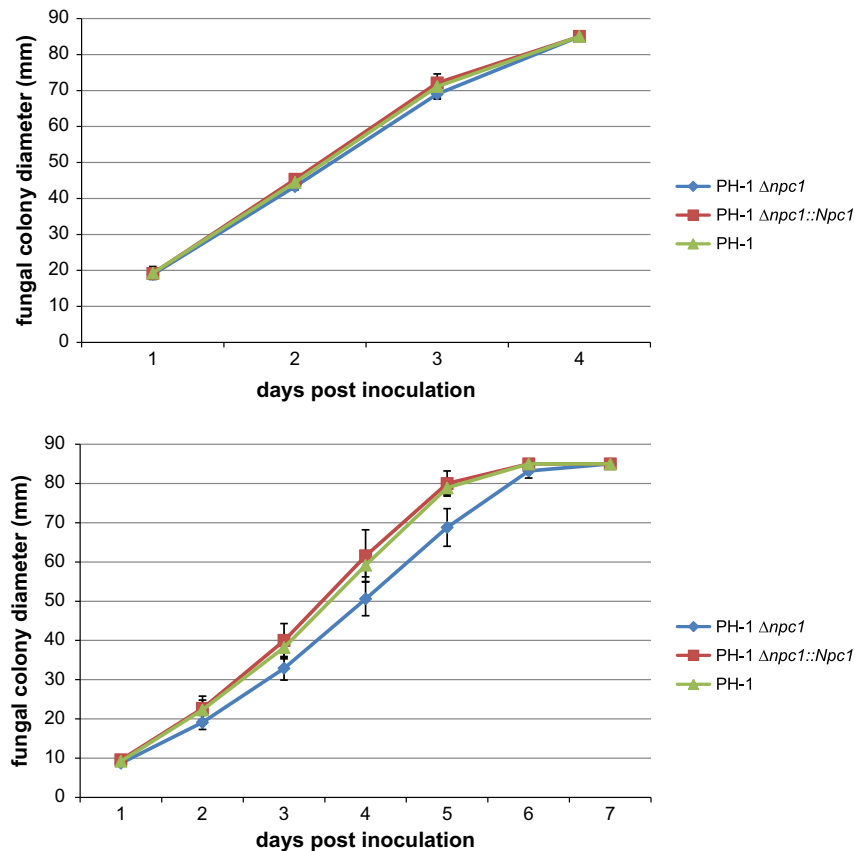 90
80
70
60
50
40
30
20
10
0
fungal colony diameter (mm)
1 2 3 4
days post inoculation
PH-1 Δnpc1
PH-1 Δnpc1::Npc1
PH-1
90
80
70
60
50
40
30
20
10
0
fungal colony diameter (mm)
1 2 3 4 5 6 7
days post inoculation
PH-1 Δnpc1
PH-1 Δnpc1::Npc1
PH-1